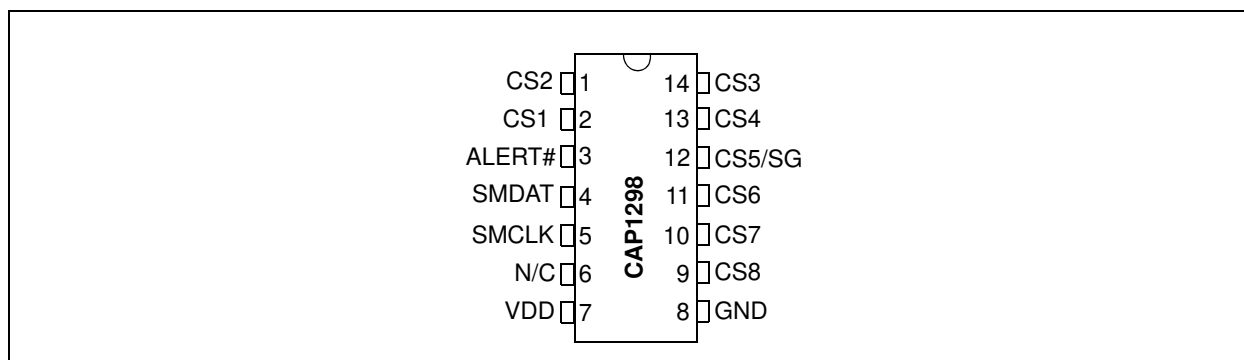 CS2 1 14 CS3
CS1 2 13 CS4
ALERT# 3 12 CS5/SG
SMDAT 4 11 CS6
SMCLK 5 10 CS7
N/C 6 9 CS8
VDD 7 8 GND
CAP1298